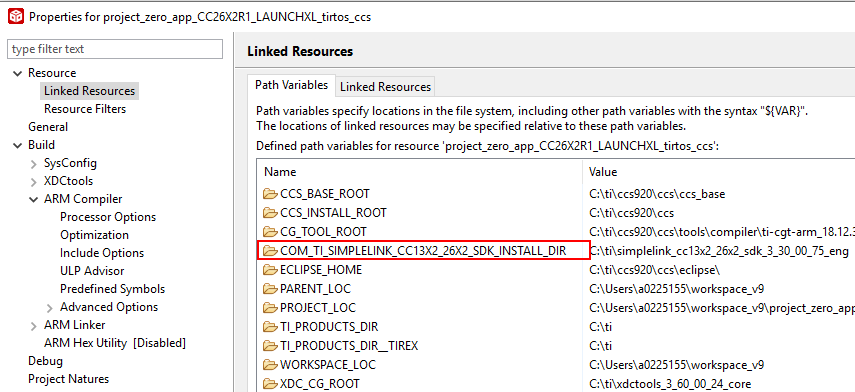 Properties for project_zero_app_CC26X2R1_LAUNCHXL_tirtos_ccs
type filter text
Resource
Linked Resources
Resource Filters
General
Build
SysConfig
XDCtools
ARM Compiler
Processor Options
Optimization
Include Options
ULP Advisor
Predefined Symbols
Advanced Options
ARM Linker
ARM Hex Utility [Disabled]
Debug
Project Natures
Linked Resources
Path Variables Linked Resources
Path variables specify locations in the file system, including other path variables with the syntax "${VAR}".
The locations of linked resources may be specified relative to these path variables.
Defined path variables for resource 'project_zero_app_CC26X2R1_LAUNCHXL_tirtos_ccs':
Name Value
CCS_BASE_ROOT C:\ti\ccs920\ccs\ccs_base
CCS_INSTALL_ROOT C:\ti\ccs920\ccs
CG_TOOL_ROOT C:\ti\ccs920\ccs\tools\compiler\ti-cgt-arm_18.12.3
COM_TI_SIMPLELINK_CC13X2_26X2_SDK_INSTALL_DIR C:\ti\simplelink_cc13x2_26x2_sdk_3_30_00_75_eng
ECLIPSE_HOME C:\ti\ccs920\ccs\eclipse\
PARENT_LOC C:\Users\a0225155\workspace_v9
PROJECT_LOC C:\Users\a0225155\workspace_v9\project_zero_app
TI_PRODUCTS_DIR C:\ti
TI_PRODUCTS_DIR__TIREX C:\ti
WORKSPACE_LOC C:\Users\a0225155\workspace_v9
XDC_CG_ROOT C:\ti\xdctools_3_60_00_24_core